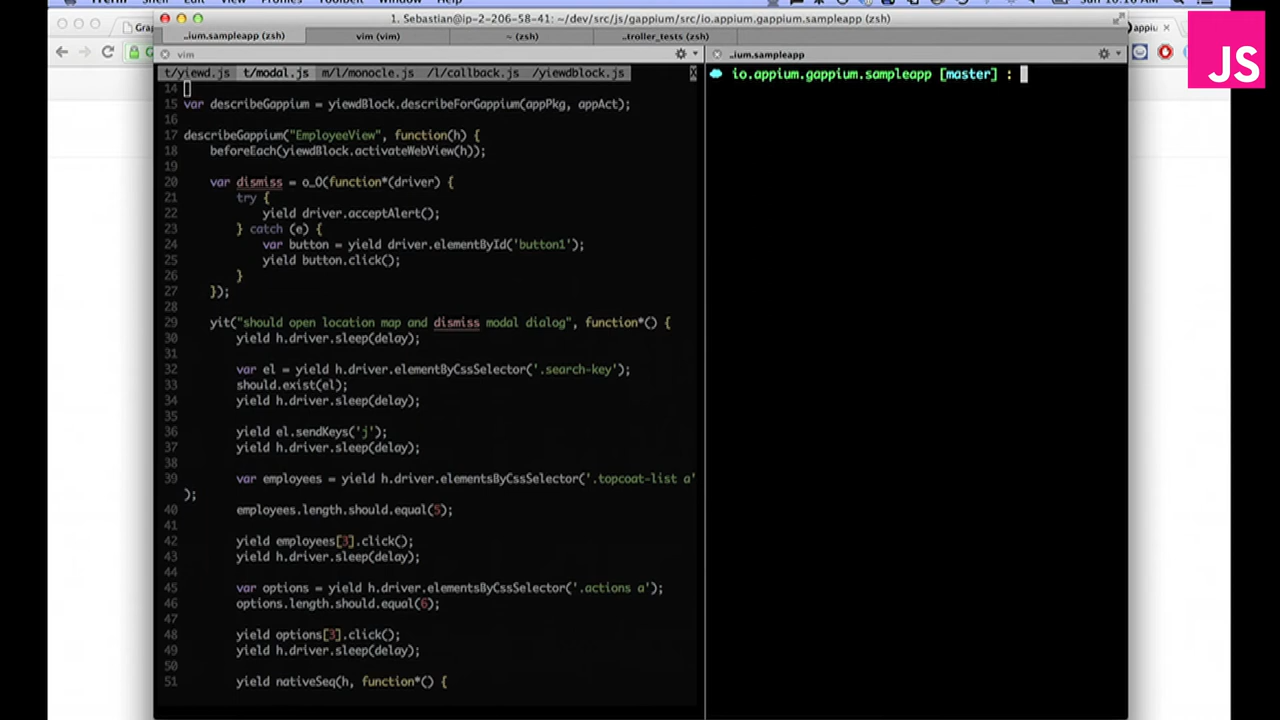 1. Sebastian@ip-2-206-58-41: ~/dev/src/js/gappium/src/io.appium.gappium.sampleapp (zsh)
..ium.sampleapp (zsh)
vim (vim)
~ (zsh)
..troller_tests (zsh)
JS
vim
..ium.sampleapp
t/yiewd.js t/modal.js m/l/monocle.js /l/callback.js /yiewdblock.js X
io.appium.gappium.sampleapp [master] :
14
15 var describeGappium = yiewdBlock.describeForGappium(appPkg, appAct);
16
17 describeGappium("EmployeeView", function(h) {
18 beforeEach(yiewdBlock.activateWebView(h));
19
20 var dismiss = o_O(function*(driver) {
21 try {
22 yield driver.acceptAlert();
23 } catch (e) {
24 var button = yield driver.elementById('button1');
25 yield button.click();
26 }
27 });
28
29 yit("should open location map and dismiss modal dialog", function*() {
30 yield h.driver.sleep(delay);
31
32 var el = yield h.driver.elementByCssSelector('.search-key');
33 should.exist(el);
34 yield h.driver.sleep(delay);
35
36 yield el.sendKeys('j');
37 yield h.driver.sleep(delay);
38
39 var employees = yield h.driver.elementsByCssSelector('.topcoat-list a'
);
40 employees.length.should.equal(5);
41
42 yield employees[3].click();
43 yield h.driver.sleep(delay);
44
45 var options = yield h.driver.elementsByCssSelector('.actions a');
46 options.length.should.equal(6);
47
48 yield options[3].click();
49 yield h.driver.sleep(delay);
50
51 yield nativeSeq(h, function*() {